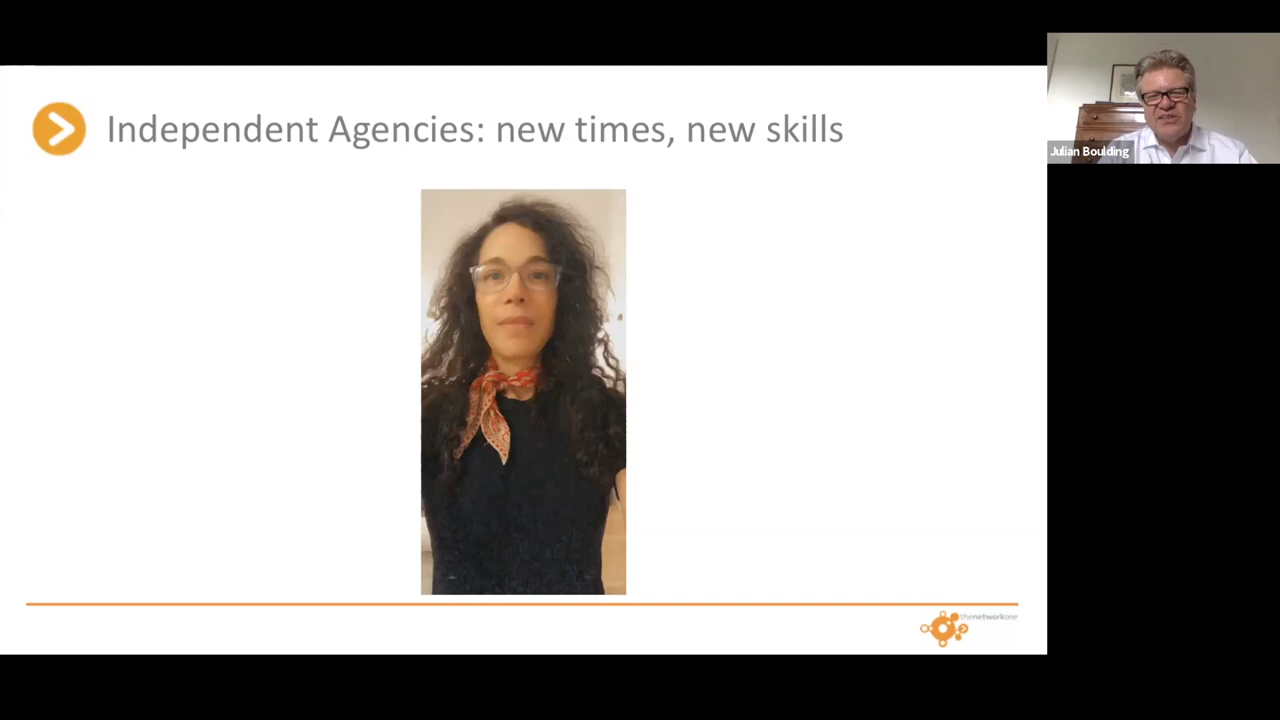 Independent Agencies: new times, new skills
Julian Boulding
thenetworkone